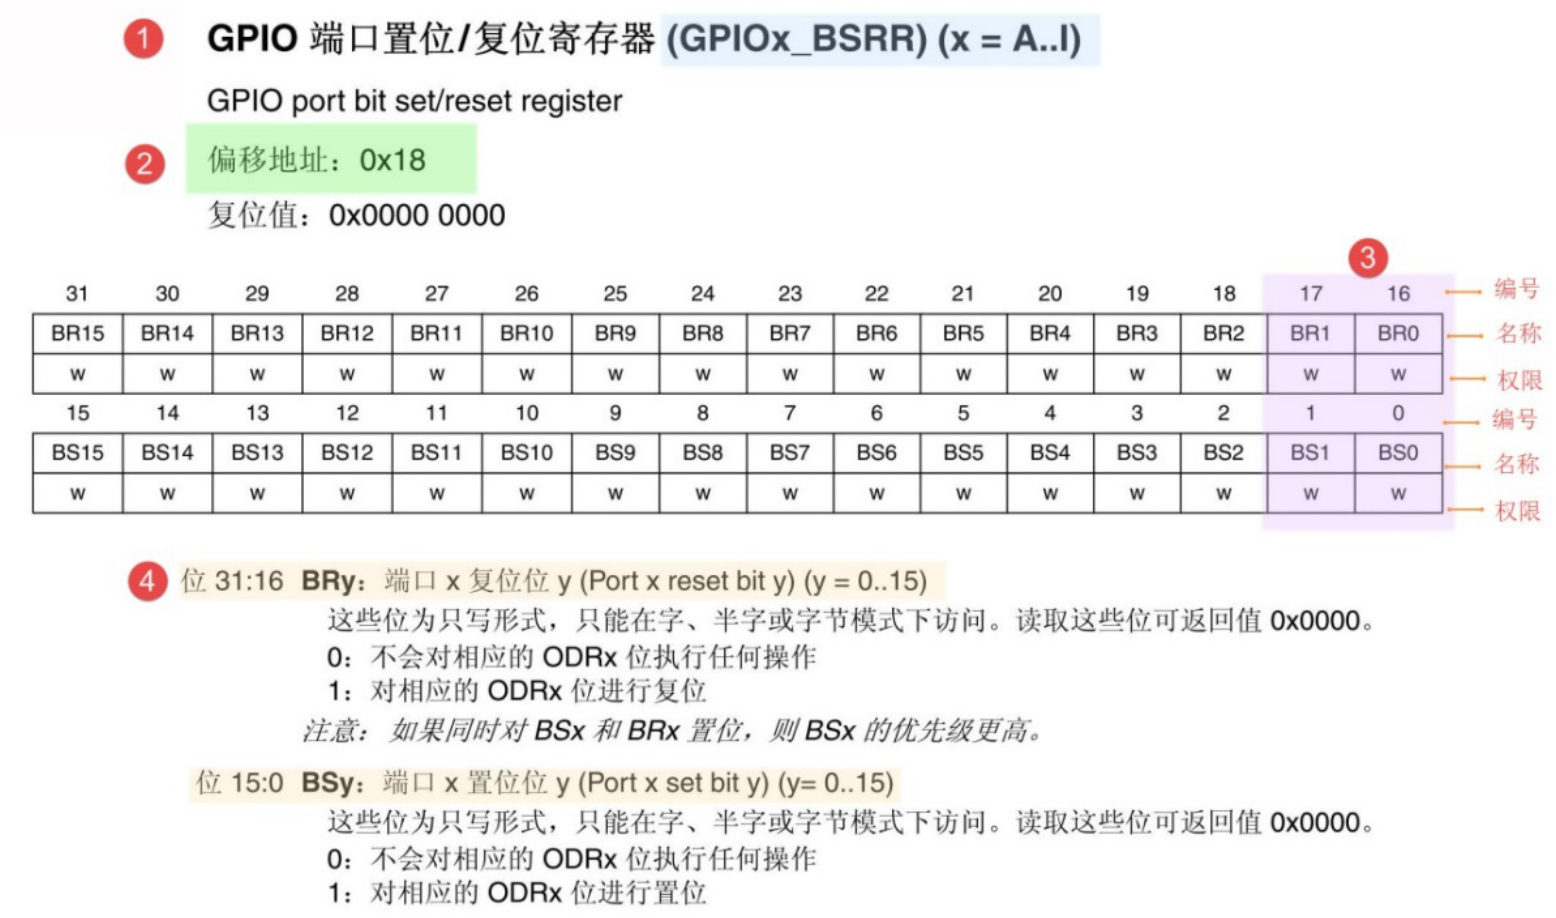 1 GPIO 端口置位/复位寄存器 (GPIOx_BSRR) (x = A..I)
GPIO port bit set/reset register
2 偏移地址：0x18
复位值：0x0000 0000
3
31 30 29 28 27 26 25 24 23 22 21 20 19 18 17 16 编号
BR15 BR14 BR13 BR12 BR11 BR10 BR9 BR8 BR7 BR6 BR5 BR4 BR3 BR2 BR1 BR0 名称
w w w w w w w w w w w w w w w w 权限
15 14 13 12 11 10 9 8 7 6 5 4 3 2 1 0 编号
BS15 BS14 BS13 BS12 BS11 BS10 BS9 BS8 BS7 BS6 BS5 BS4 BS3 BS2 BS1 BS0 名称
w w w w w w w w w w w w w w w w 权限
4 位 31:16 BRy：端口 x 复位位 y (Port x reset bit y) (y = 0..15)
这些位为只写形式，只能在字、半字或字节模式下访问。读取这些位可返回值 0x0000。
0：不会对相应的 ODRx 位执行任何操作
1：对相应的 ODRx 位进行复位
注意：如果同时对 BSx 和 BRx 置位，则 BSx 的优先级更高。
位 15:0 BSy：端口 x 置位位 y (Port x set bit y) (y= 0..15)
这些位为只写形式，只能在字、半字或字节模式下访问。读取这些位可返回值 0x0000。
0：不会对相应的 ODRx 位执行任何操作
1：对相应的 ODRx 位进行置位